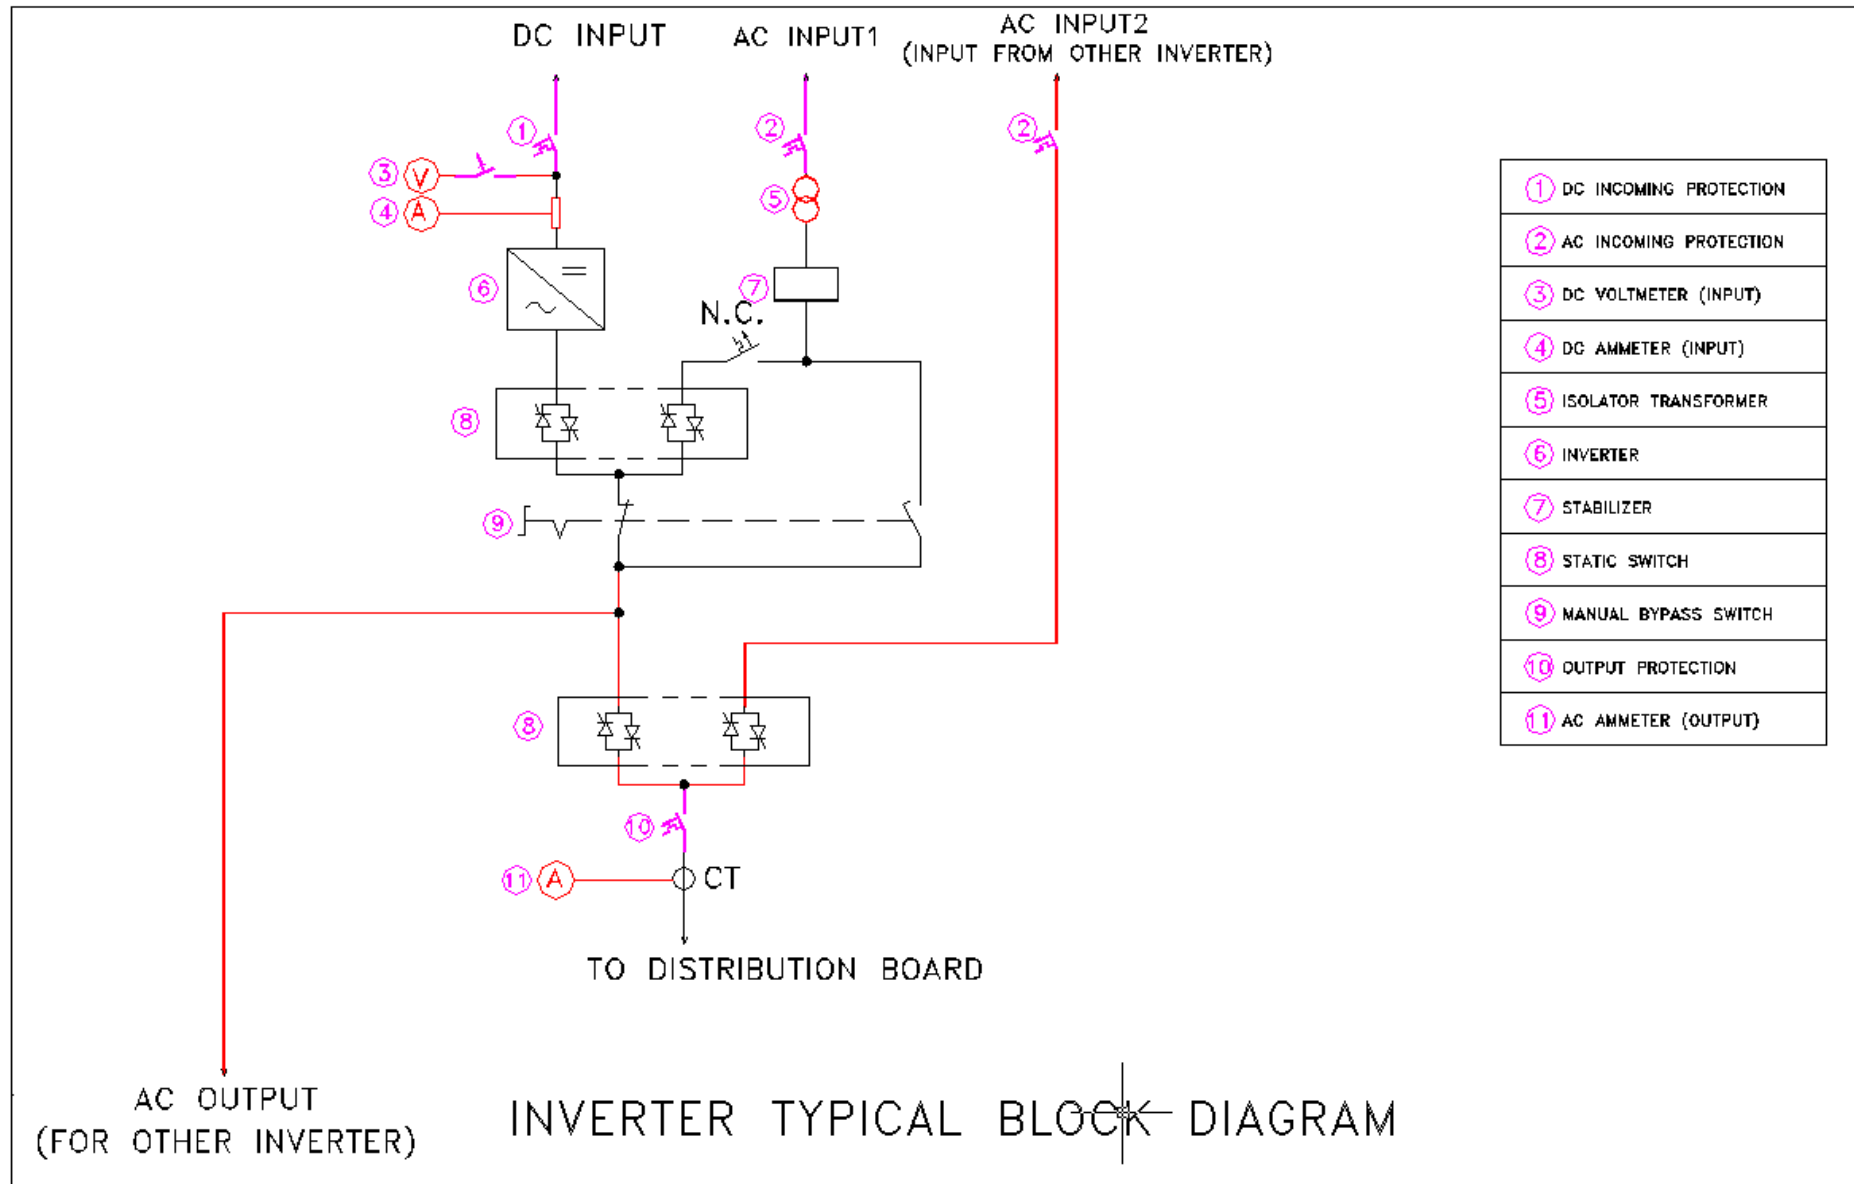 DC INPUT
AC INPUT1
AC INPUT2
(INPUT FROM OTHER INVERTER)
1
2
2
3 V
4 A
5
6
7
N.C.
8
9
8
10
11 A
CT
TO DISTRIBUTION BOARD
AC OUTPUT
(FOR OTHER INVERTER)
INVERTER TYPICAL BLOCK DIAGRAM
1 DC INCOMING PROTECTION
2 AC INCOMING PROTECTION
3 DC VOLTMETER (INPUT)
4 DC AMMETER (INPUT)
5 ISOLATOR TRANSFORMER
6 INVERTER
7 STABILIZER
8 STATIC SWITCH
9 MANUAL BYPASS SWITCH
10 OUTPUT PROTECTION
11 AC AMMETER (OUTPUT)